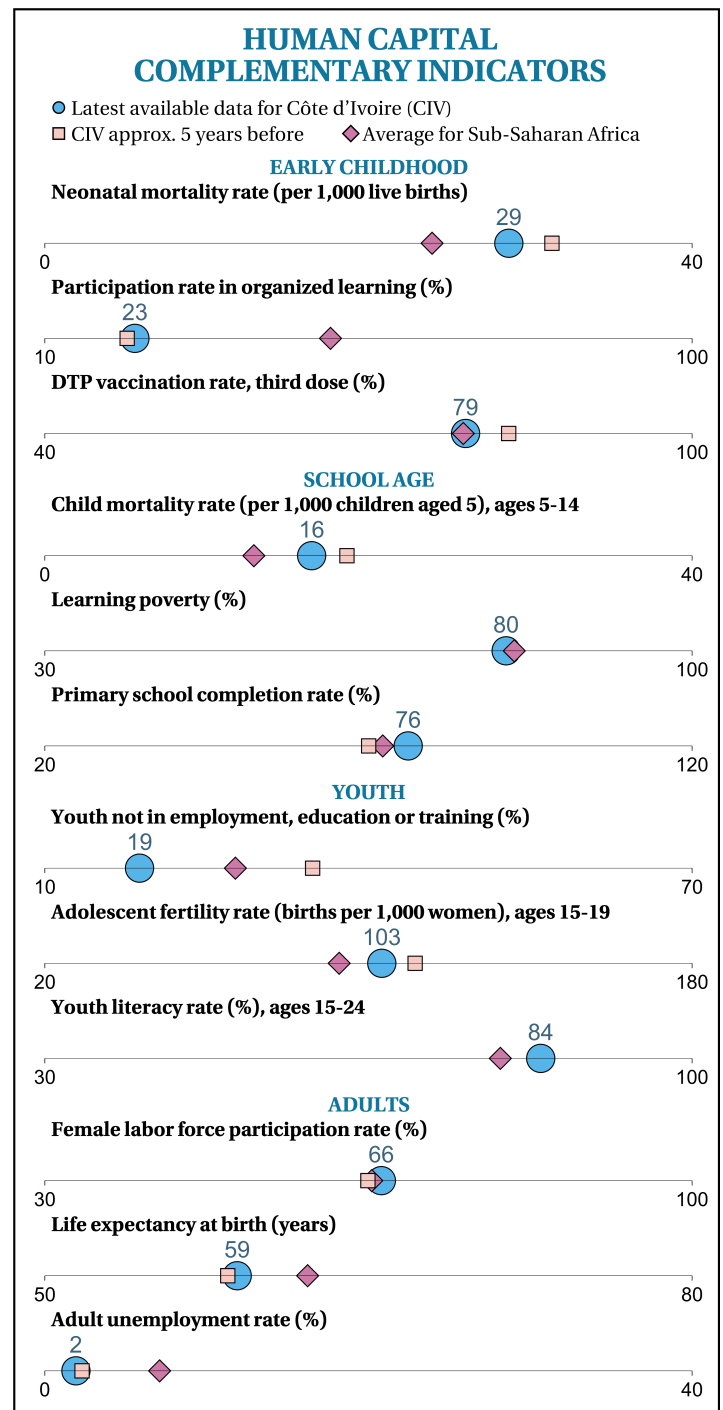 HUMAN CAPITAL
COMPLEMENTARY INDICATORS
Latest available data for Côte d'Ivoire (CIV)
CIV approx. 5 years before Average for Sub-Saharan Africa
EARLY CHILDHOOD
Neonatal mortality rate (per 1,000 live births)
29
0 40
Participation rate in organized learning (%)
23
10 100
DTP vaccination rate, third dose (%)
79
40 100
SCHOOL AGE
Child mortality rate (per 1,000 children aged 5), ages 5-14
16
0 40
Learning poverty (%)
80
30 100
Primary school completion rate (%)
76
20 120
YOUTH
Youth not in employment, education or training (%)
19
10 70
Adolescent fertility rate (births per 1,000 women), ages 15-19
103
20 180
Youth literacy rate (%), ages 15-24
84
30 100
ADULTS
Female labor force participation rate (%)
66
30 100
Life expectancy at birth (years)
59
50 80
Adult unemployment rate (%)
2
0 40